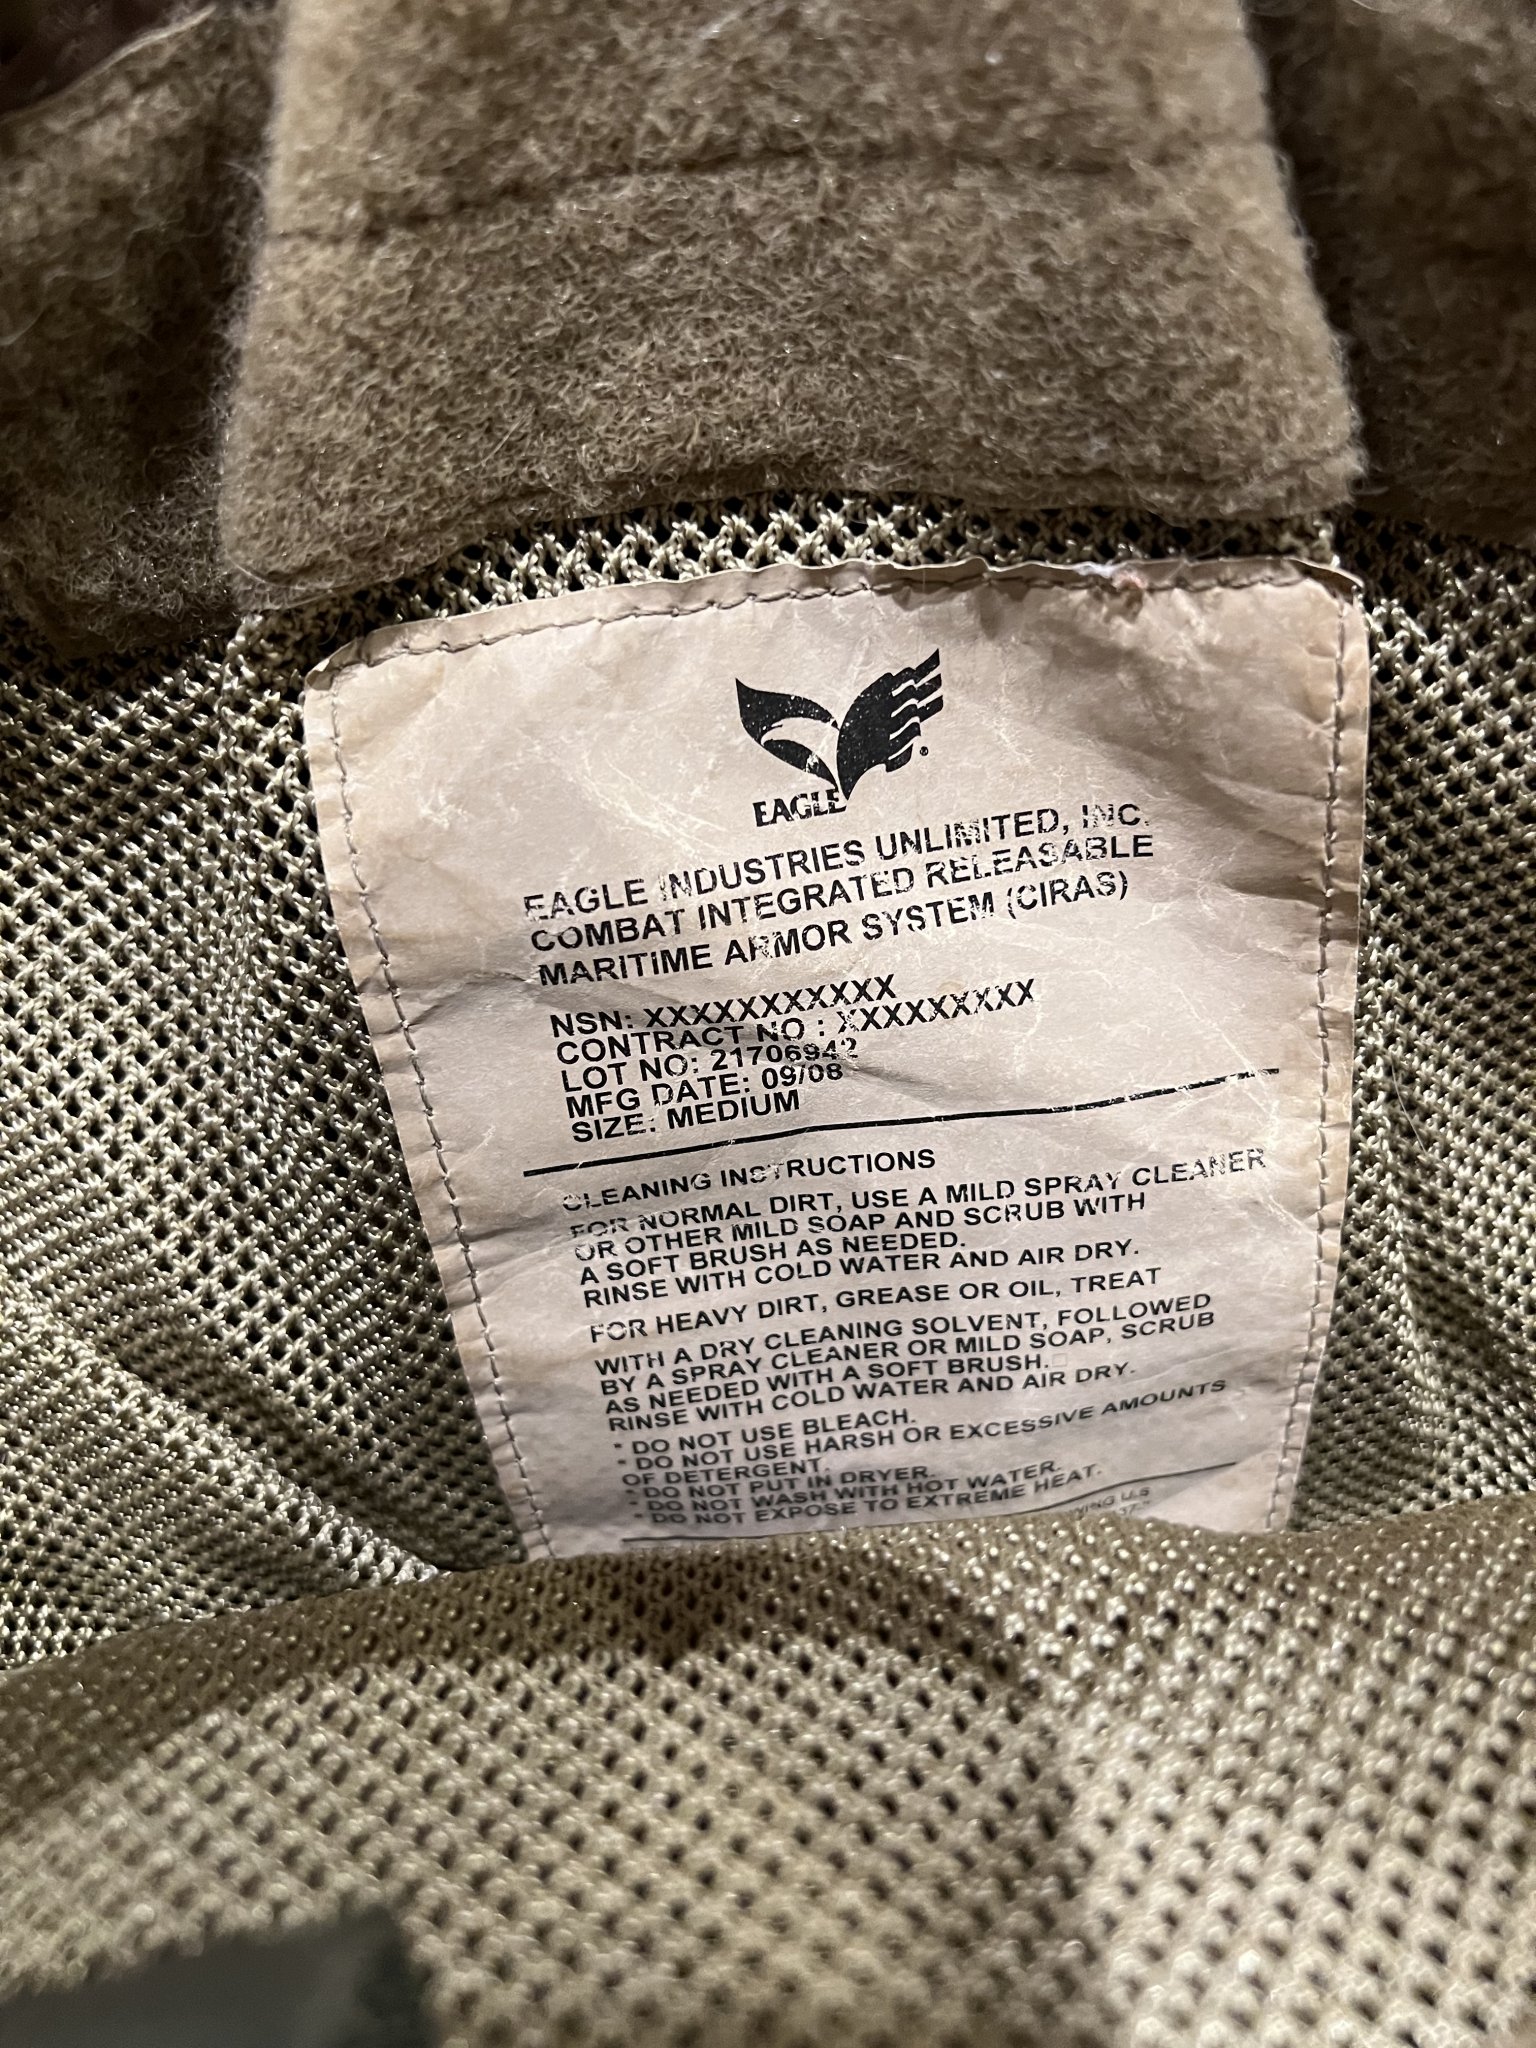 EAGLE
EAGLE INDUSTRIES UNLIMITED, INC.
COMBAT INTEGRATED RELEASABLE
MARITIME ARMOR SYSTEM (CIRAS)
NSN: XXXXXXXXXXX
CONTRACT NO : XXXXXXXXX
LOT NO: 21706942
MFG DATE: 09/08
SIZE: MEDIUM
CLEANING INSTRUCTIONS
FOR NORMAL DIRT, USE A MILD SPRAY CLEANER
OR OTHER MILD SOAP AND SCRUB WITH
A SOFT BRUSH AS NEEDED.
RINSE WITH COLD WATER AND AIR DRY.
FOR HEAVY DIRT, GREASE OR OIL, TREAT
WITH A DRY CLEANING SOLVENT, FOLLOWED
BY A SPRAY CLEANER OR MILD SOAP, SCRUB
AS NEEDED WITH A SOFT BRUSH.
RINSE WITH COLD WATER AND AIR DRY.
* DO NOT USE BLEACH.
* DO NOT USE HARSH OR EXCESSIVE AMOUNTS
OF DETERGENT.
* DO NOT PUT IN DRYER.
* DO NOT WASH WITH HOT WATER.
* DO NOT EXPOSE TO EXTREME HEAT.
U.S